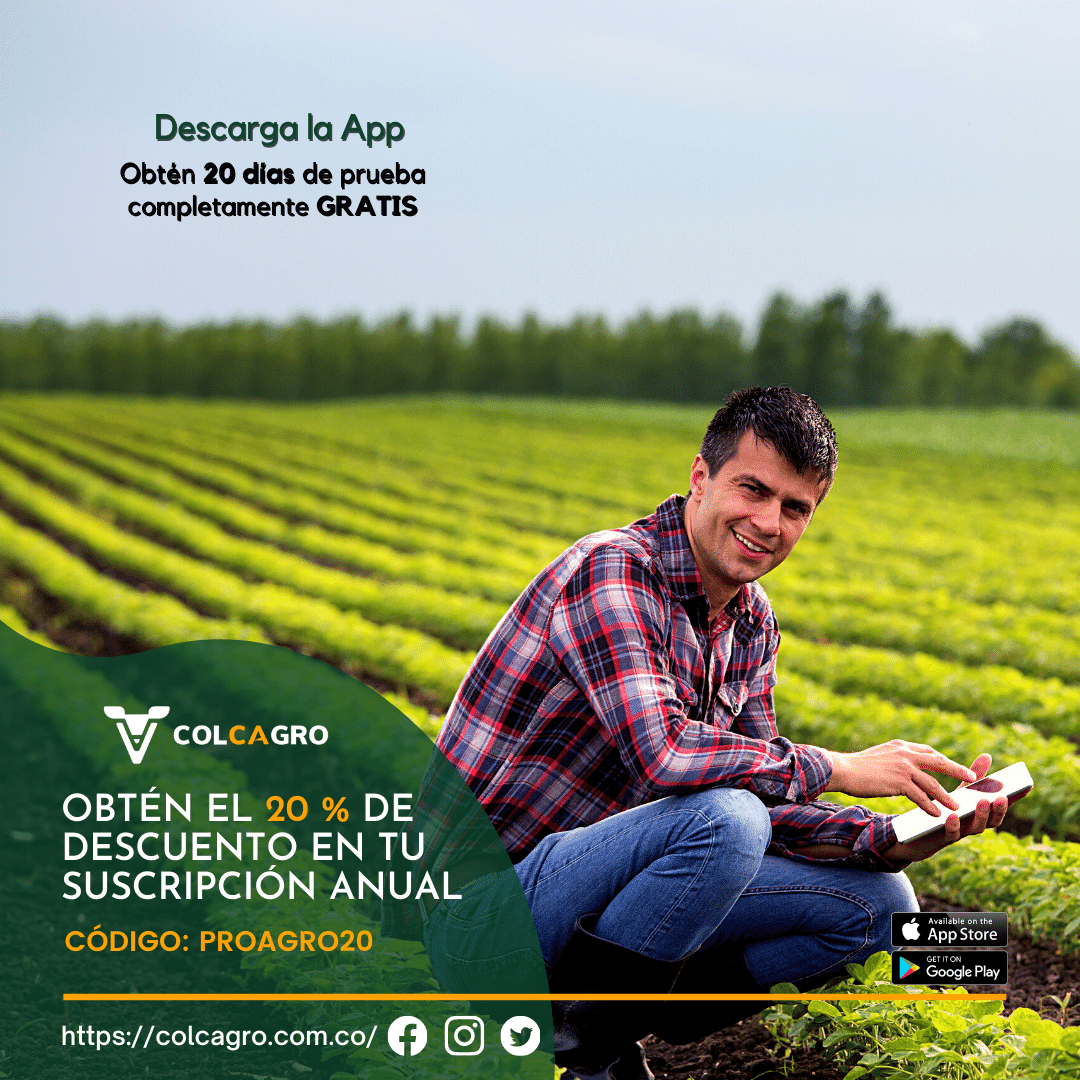 Descarga la App
Obtén 20 días de prueba
completamente GRATIS
COLCAGRO
OBTÉN EL 20 % DE
DESCUENTO EN TU
SUSCRIPCIÓN ANUAL
CÓDIGO: PROAGRO20
Available on the
App Store
GET IT ON
Google Play
https://colcagro.com.co/